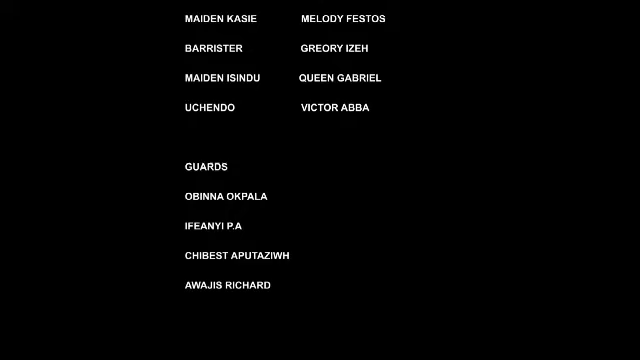 MAIDEN KASIE MELODY FESTOS
BARRISTER GREORY IZEH
MAIDEN ISINDU QUEEN GABRIEL
UCHENDO VICTOR ABBA
GUARDS
OBINNA OKPALA
IFEANYI P.A
CHIBEST APUTAZIWH
AWAJIS RICHARD